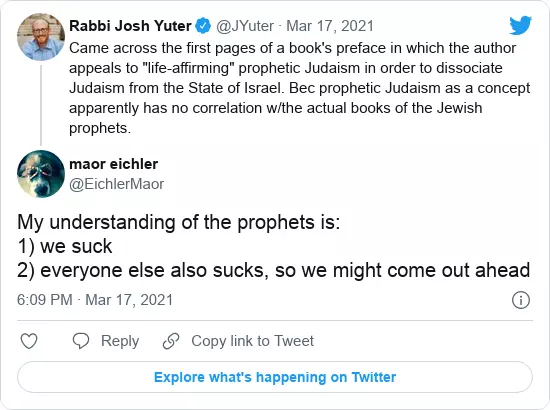 Rabbi Josh Yuter @JYuter · Mar 17, 2021
Came across the first pages of a book's preface in which the author
appeals to "life-affirming" prophetic Judaism in order to dissociate
Judaism from the State of Israel. Bec prophetic Judaism as a concept
apparently has no correlation w/the actual books of the Jewish
prophets.
maor eichler
@EichlerMaor
My understanding of the prophets is:
1) we suck
2) everyone else also sucks, so we might come out ahead
6:09 PM · Mar 17, 2021
Reply Copy link to Tweet
Explore what's happening on Twitter